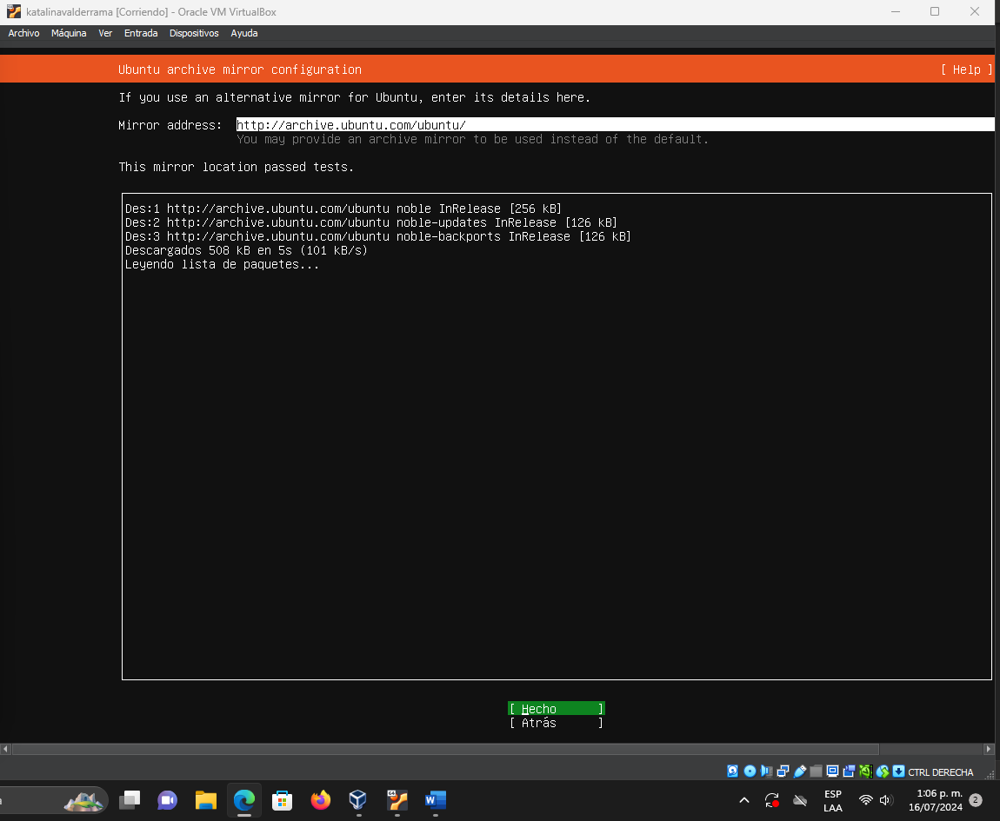 katalinavalderrama [Corriendo] - Oracle VM VirtualBox
Archivo Máquina Ver Entrada Dispositivos Ayuda
Ubuntu archive mirror configuration [ Help ]
If you use an alternative mirror for Ubuntu, enter its details here.
Mirror address: http://archive.ubuntu.com/ubuntu/
You may provide an archive mirror to be used instead of the default.
This mirror location passed tests.
Des:1 http://archive.ubuntu.com/ubuntu noble InRelease [256 kB]
Des:2 http://archive.ubuntu.com/ubuntu noble-updates InRelease [126 kB]
Des:3 http://archive.ubuntu.com/ubuntu noble-backports InRelease [126 kB]
Descargados 508 kB en 5s (101 kB/s)
Leyendo lista de paquetes...
[ Hecho ]
[ Atrás ]
CTRL DERECHA
ESP
LAA
1:06 p. m.
16/07/2024
2